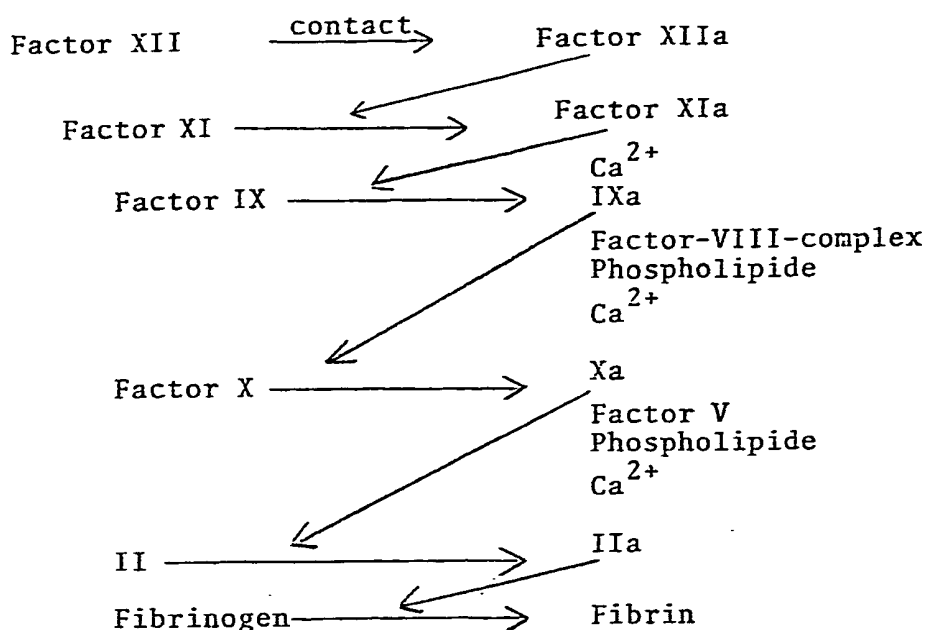 contact
Factor XII Factor XIIa
Factor XI Factor XIa
Ca2+
Factor IX IXa
Factor-VIII-complex
Phospholipide
Ca2+
Factor X Xa
Factor V
Phospholipide
Ca2+
II IIa
Fibrinogen Fibrin